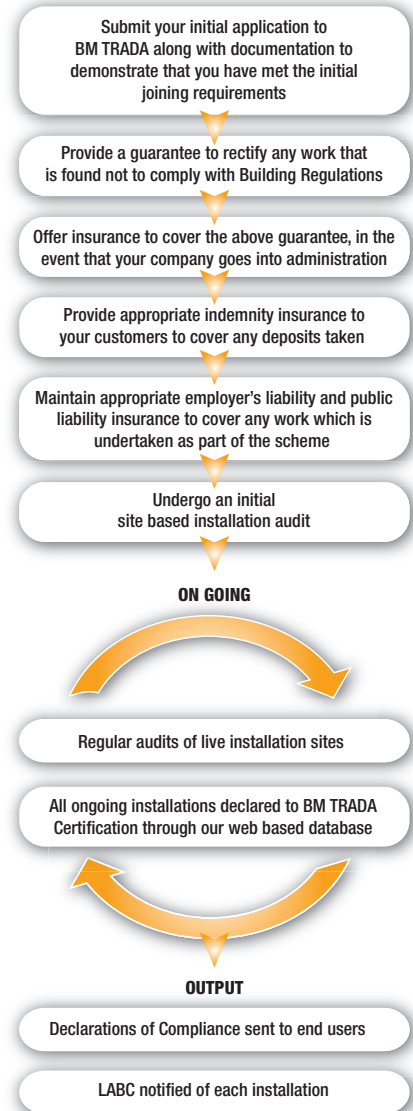 Submit your initial application to
BM TRADA along with documentation to
demonstrate that you have met the initial
joining requirements
Provide a guarantee to rectify any work that
is found not to comply with Building Regulations
Offer insurance to cover the above guarantee, in the
event that your company goes into administration
Provide appropriate indemnity insurance to
your customers to cover any deposits taken
Maintain appropriate employer's liability and public
liability insurance to cover any work which is
undertaken as part of the scheme
Undergo an initial
site based installation audit
ON GOING
Regular audits of live installation sites
All ongoing installations declared to BM TRADA
Certification through our web based database
OUTPUT
Declarations of Compliance sent to end users
LABC notified of each installation